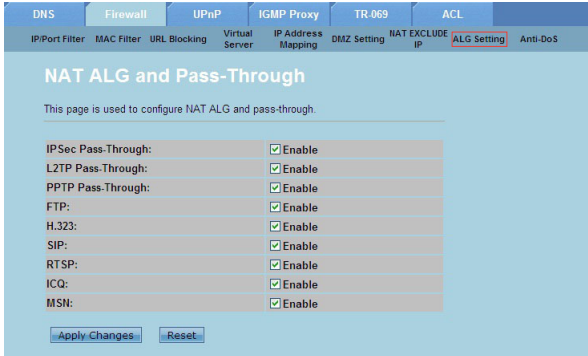 DNS Firewall UPnP IGMP Proxy TR-069 ACL
IP/Port Filter MAC Filter URL Blocking Virtual Server IP Address Mapping DMZ Setting NAT EXCLUDE IP ALG Setting Anti-DoS
NAT ALG and Pass-Through
This page is used to configure NAT ALG and pass-through.
IPSec Pass-Through: Enable
L2TP Pass-Through: Enable
PPTP Pass-Through: Enable
FTP: Enable
H.323: Enable
SIP: Enable
RTSP: Enable
ICQ: Enable
MSN: Enable
Apply Changes Reset